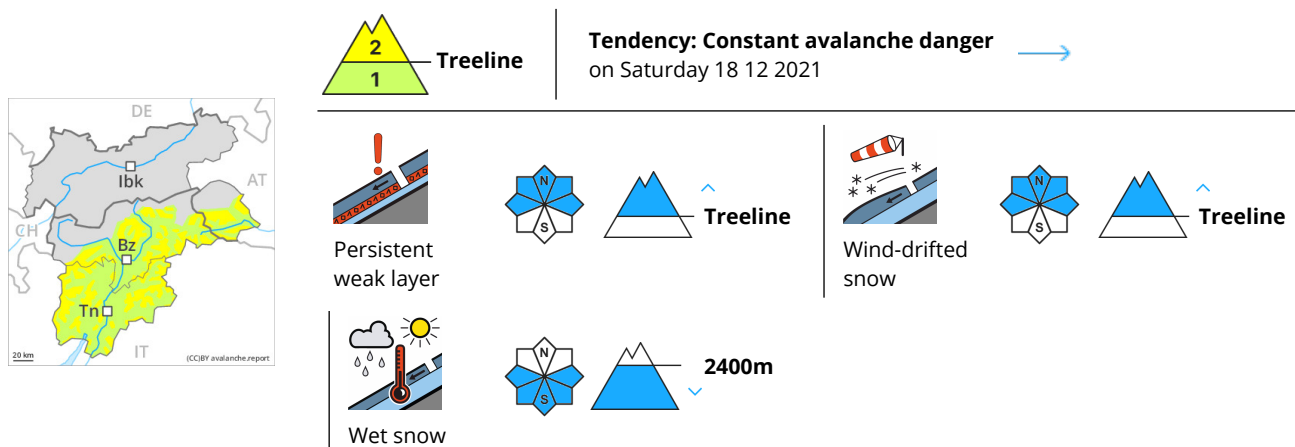 2
1
Treeline
Tendency: Constant avalanche danger
on Saturday 18 12 2021
DE
Ibk
AT
CH
Bz
Tn
IT
20 km
(CC)BY avalanche.report
N
S
Treeline
Persistent
weak layer
N
S
Treeline
Wind-drifted
snow
N
S
2400m
Wet snow